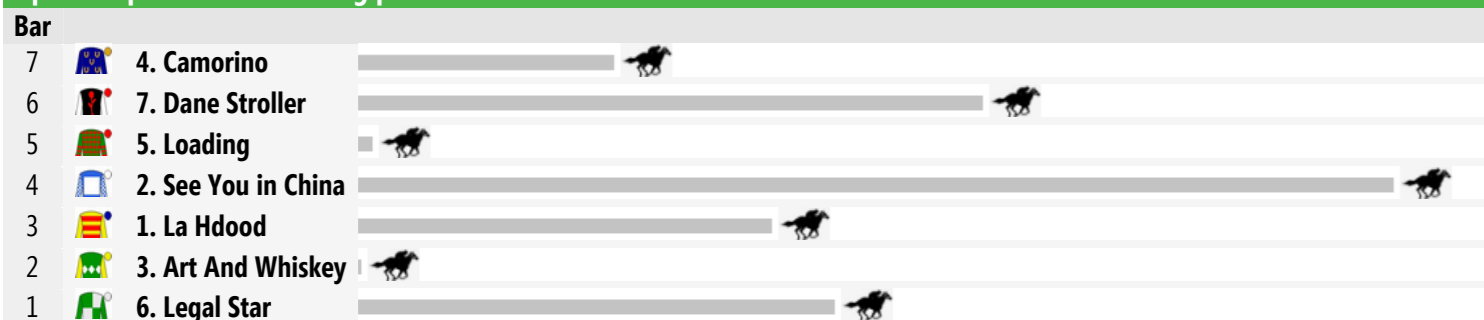 Bar
7 4. Camorino
6 7. Dane Stroller
5 5. Loading
4 2. See You in China
3 1. La Hdood
2 3. Art And Whiskey
1 6. Legal Star